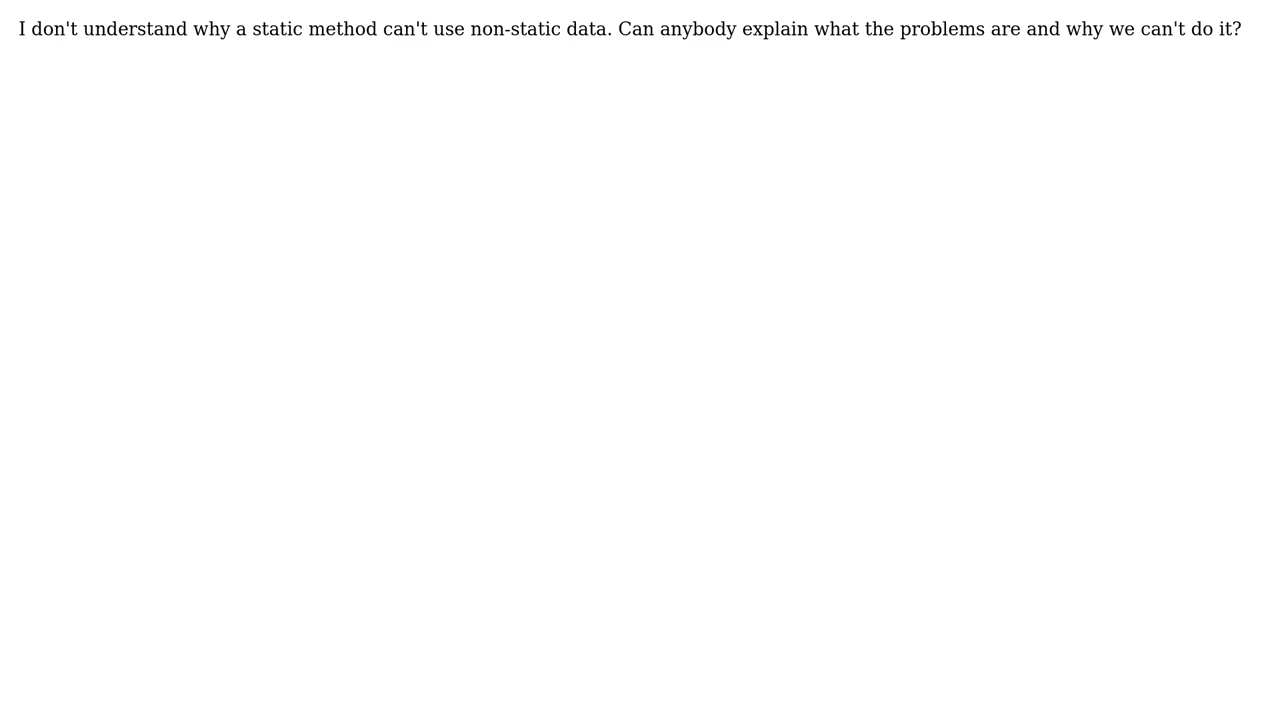 I don't understand why a static method can't use non-static data. Can anybody explain what the problems are and why we can't do it?